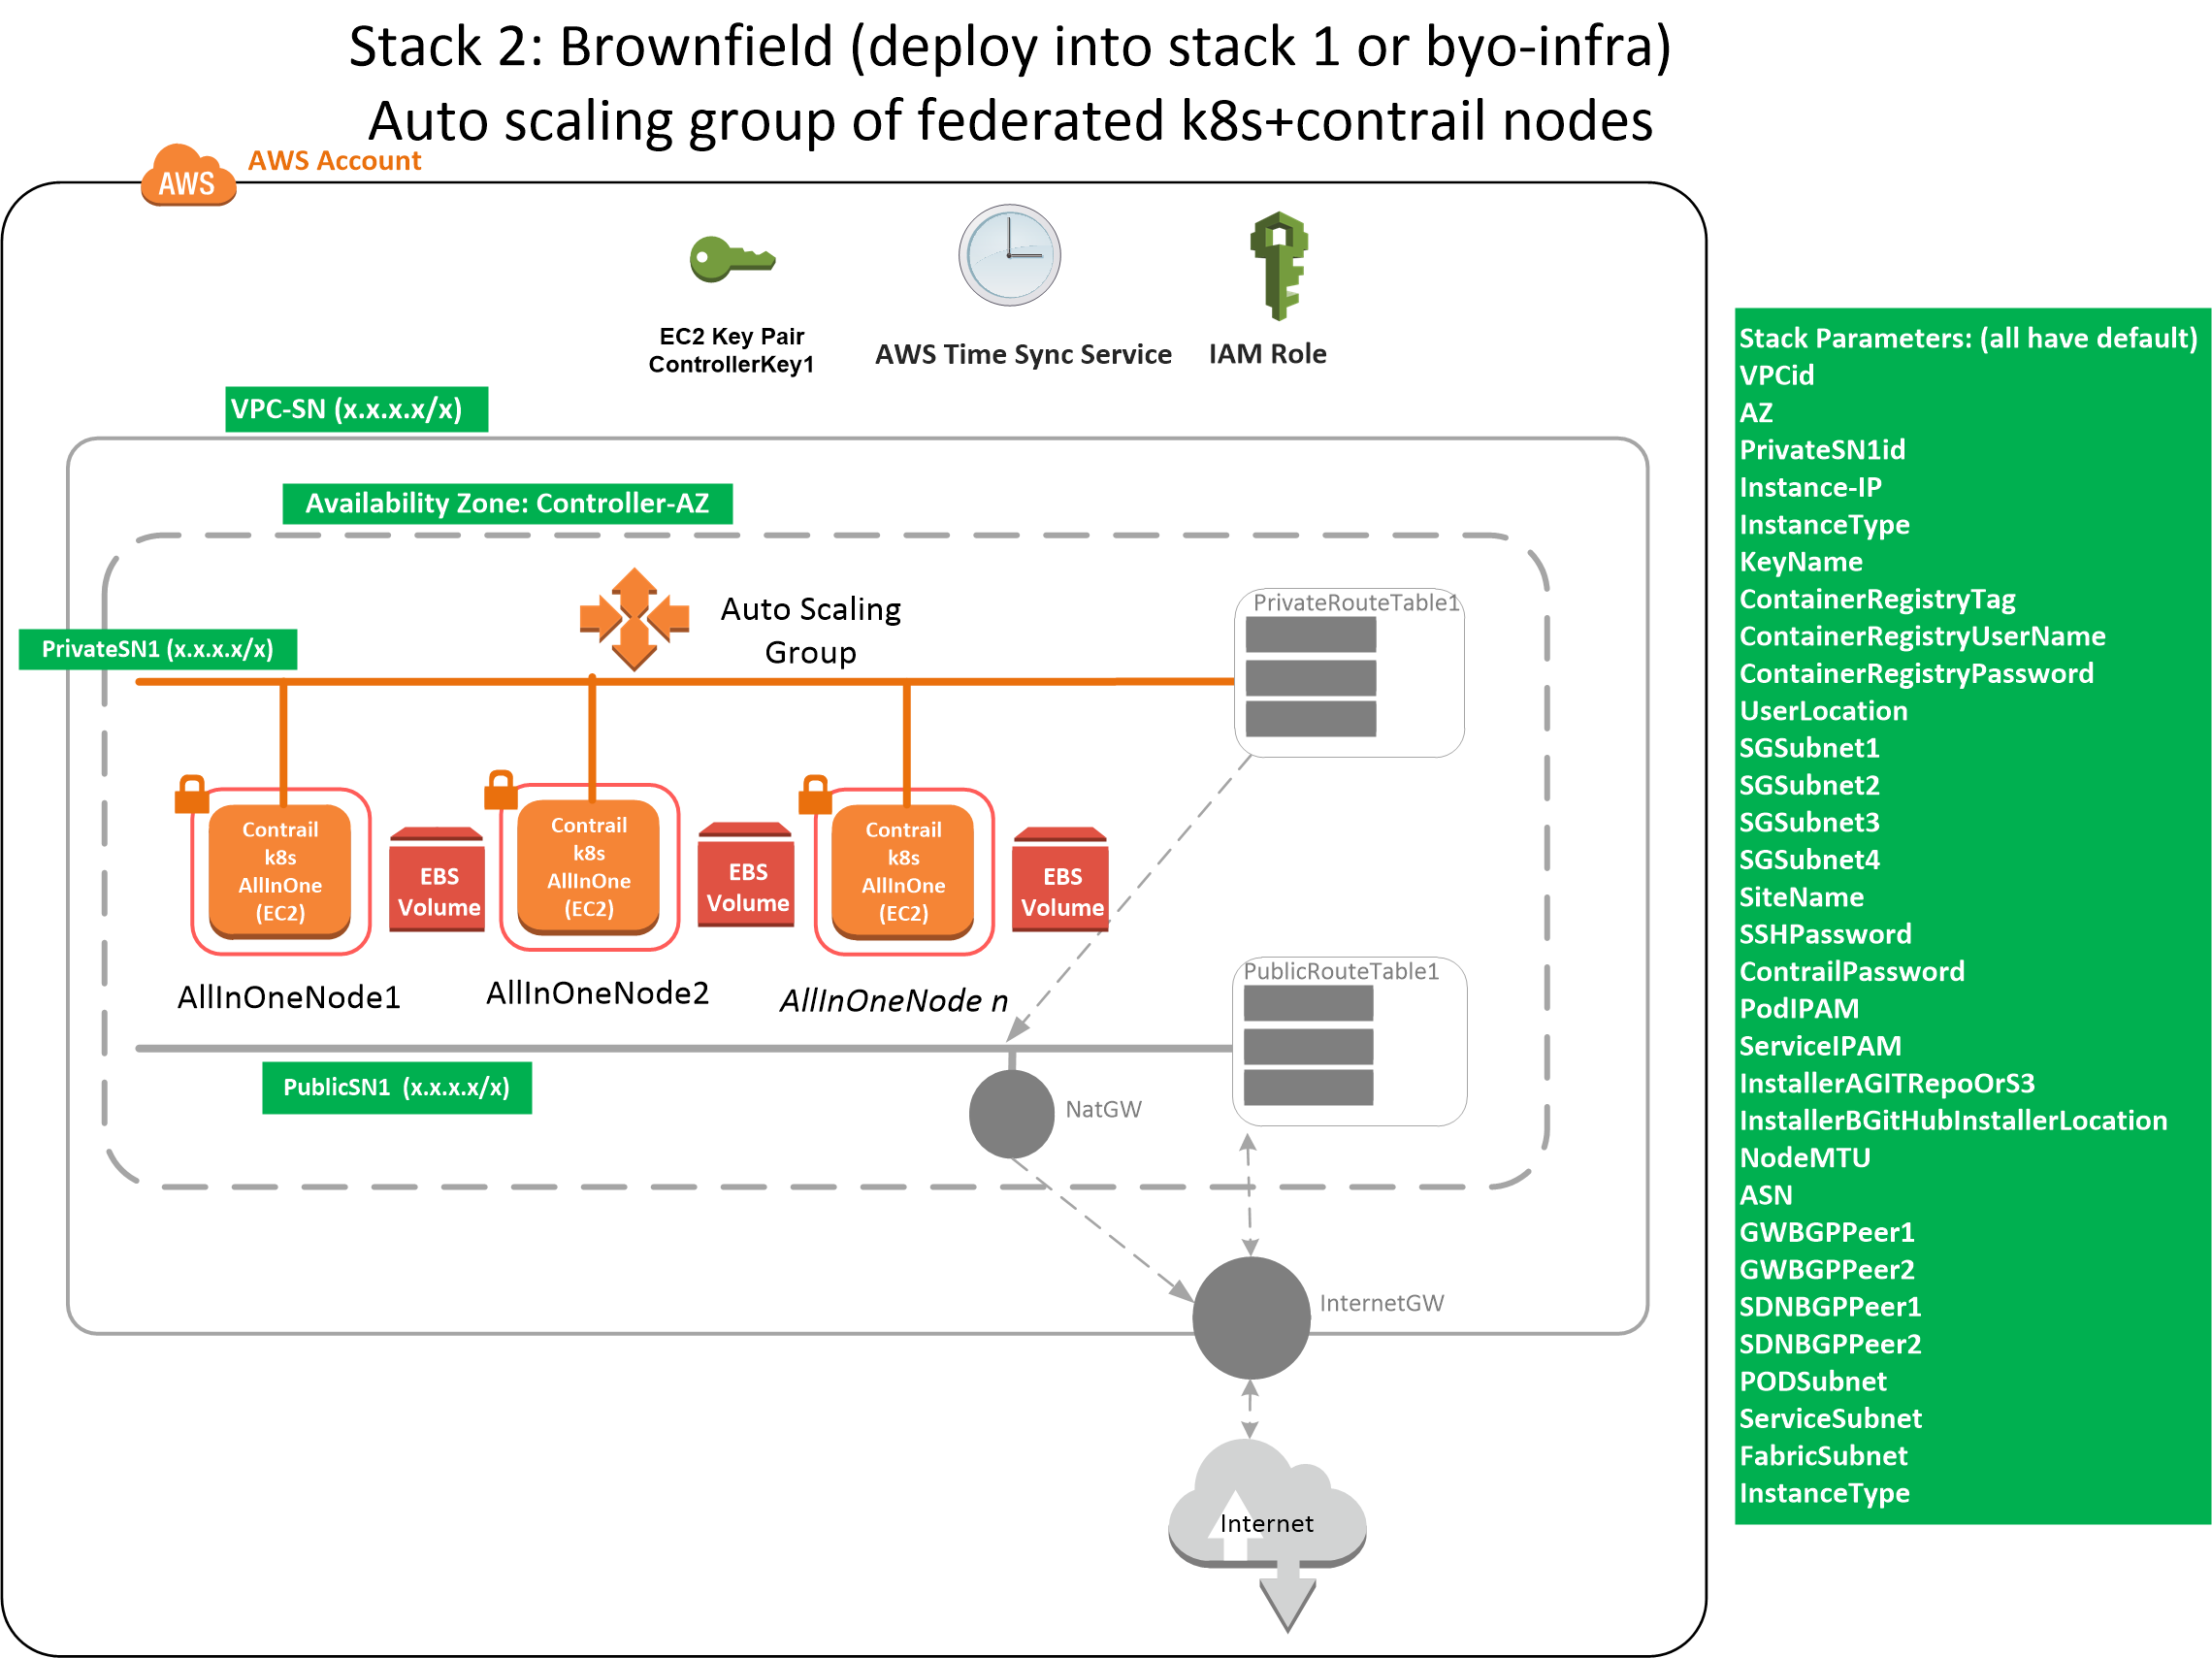 Stack 2: Brownfield (deploy into stack 1 or byo-infra)
Auto scaling group of federated k8s+contrail nodes
AWS
AWS Account
EC2 Key Pair
ControllerKey1
AWS Time Sync Service
IAM Role
VPC-SN (x.x.x.x/x)
Availability Zone: Controller-AZ
Auto Scaling
Group
PrivateSN1 (x.x.x.x/x)
PrivateRouteTable1
Contrail
k8s
AllInOne
(EC2)
EBS
Volume
Contrail
k8s
AllInOne
(EC2)
EBS
Volume
Contrail
k8s
AllInOne
(EC2)
EBS
Volume
AllInOneNode1
AllInOneNode2
AllInOneNode n
PublicRouteTable1
PublicSN1 (x.x.x.x/x)
NatGW
InternetGW
Internet
Stack Parameters: (all have default)
VPCid
AZ
PrivateSN1id
Instance-IP
InstanceType
KeyName
ContainerRegistryTag
ContainerRegistryUserName
ContainerRegistryPassword
UserLocation
SGSubnet1
SGSubnet2
SGSubnet3
SGSubnet4
SiteName
SSHPassword
ContrailPassword
PodIPAM
ServiceIPAM
InstallerAGITRepoOrS3
InstallerBGitHubInstallerLocation
NodeMTU
ASN
GWBGPPeer1
GWBGPPeer2
SDNBGPPeer1
SDNBGPPeer2
PODSubnet
ServiceSubnet
FabricSubnet
InstanceType